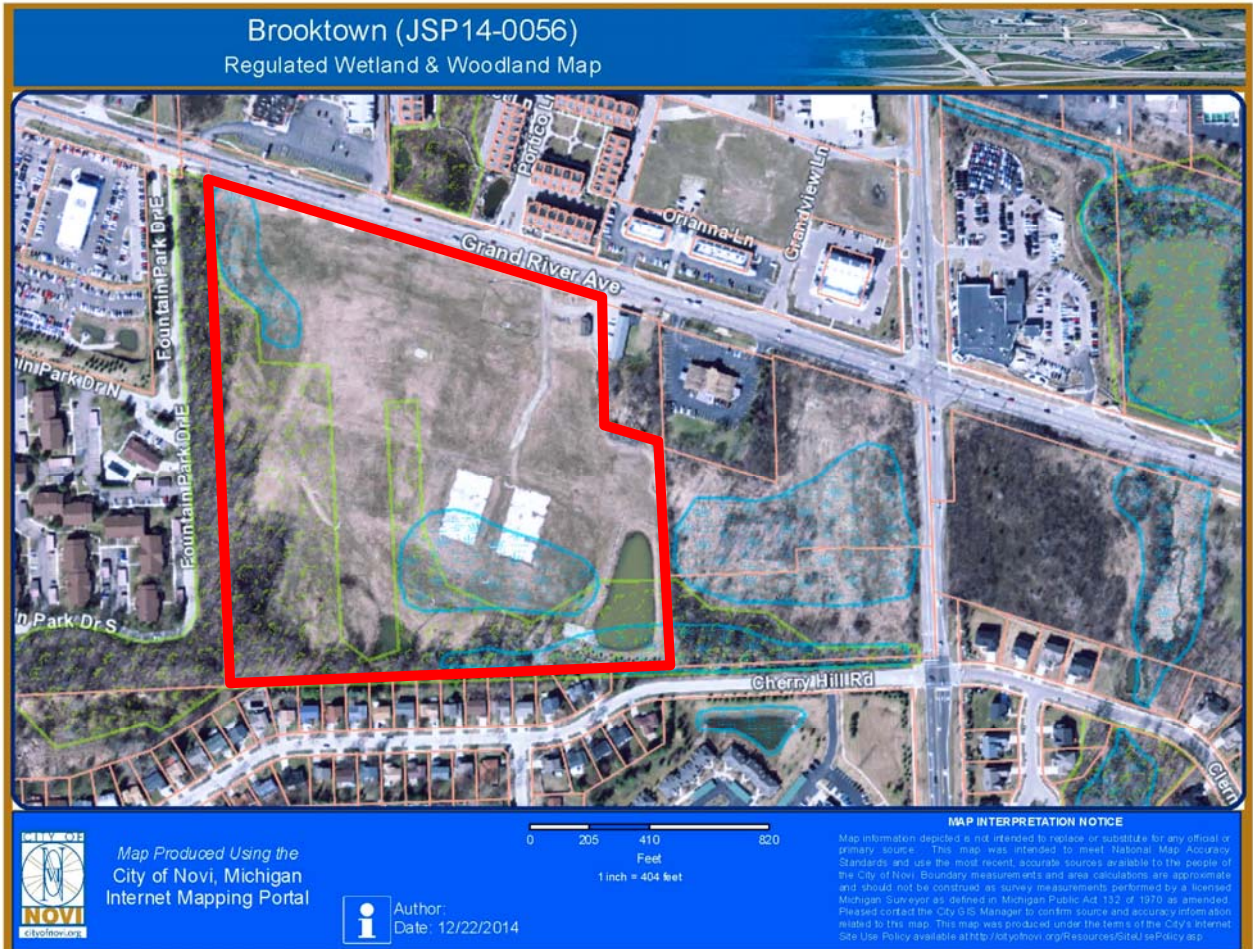 Brooktown (JSP14-0056)
Regulated Wetland & Woodland Map
Portico Ln
Grandview Ln
Orianna Ln
Grand River Ave
Fountain Park Dr E
in Park Dr N
Fountain Park Dr E
n Park Dr S
Cherry Hill Rd
Clerm
CITY OF
NOVI
cityofnovi.org
Map Produced Using the
City of Novi, Michigan
Internet Mapping Portal
i
Author:
Date: 12/22/2014
0 205 410 820
Feet
1 inch = 404 feet
MAP INTERPRETATION NOTICE
Map information depicted is not intended to replace or substitute for any official or
primary source. This map was intended to meet National Map Accuracy
Standards and use the most recent, accurate sources available to the people of
the City of Novi. Boundary measurements and area calculations are approximate
and should not be construed as survey measurements performed by a licensed
Michigan Surveyor as defined in Michigan Public Act 132 of 1970 as amended.
Pleased contact the City GIS Manager to confirm source and accuracy information
related to this map. This map was produced under the terms of the City's Internet
Site Use Policy available at http://cityofnovi.org/Resources/SiteUsePolicy.asp